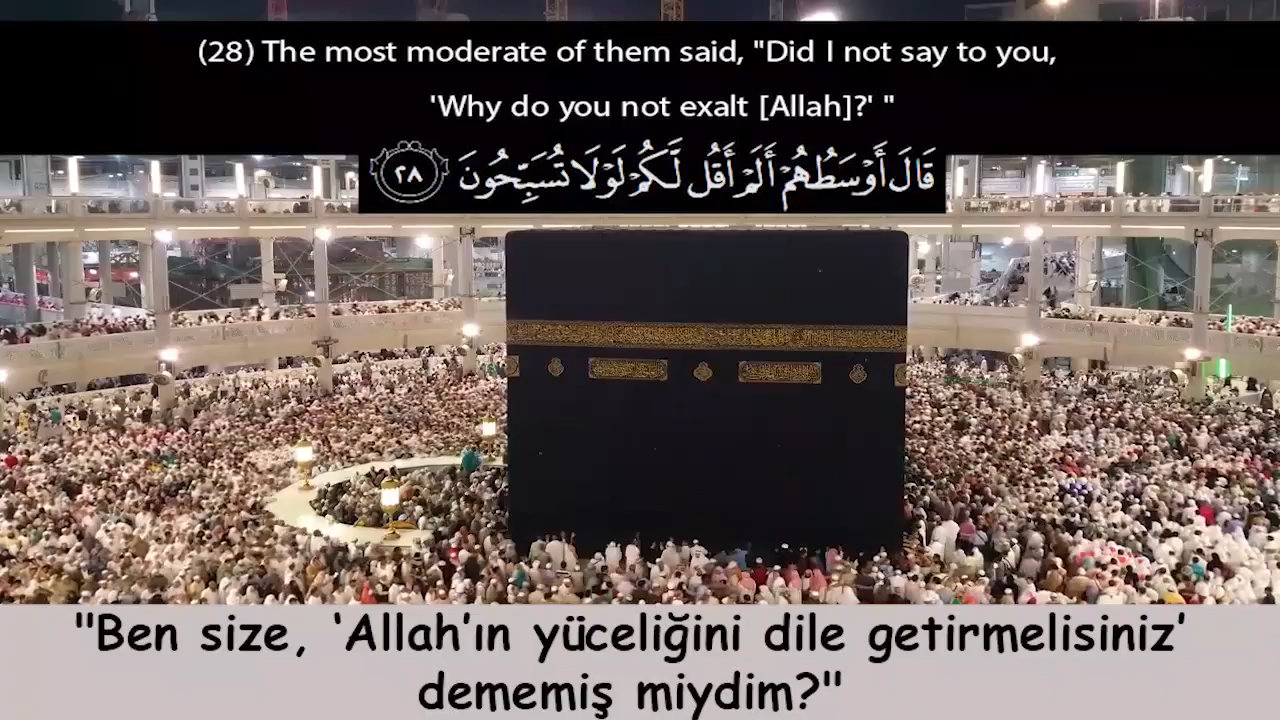 (28) The most moderate of them said, "Did I not say to you,
'Why do you not exalt [Allah]?' "
قَالَ أَوْسَطُهُمْ أَلَمْ أَقُل لَّكُمْ لَوْلَا تُسَبِّحُونَ ٢٨
"Ben size, ‘Allah’ın yüceliğini dile getirmelisiniz’
dememiş miydim?"